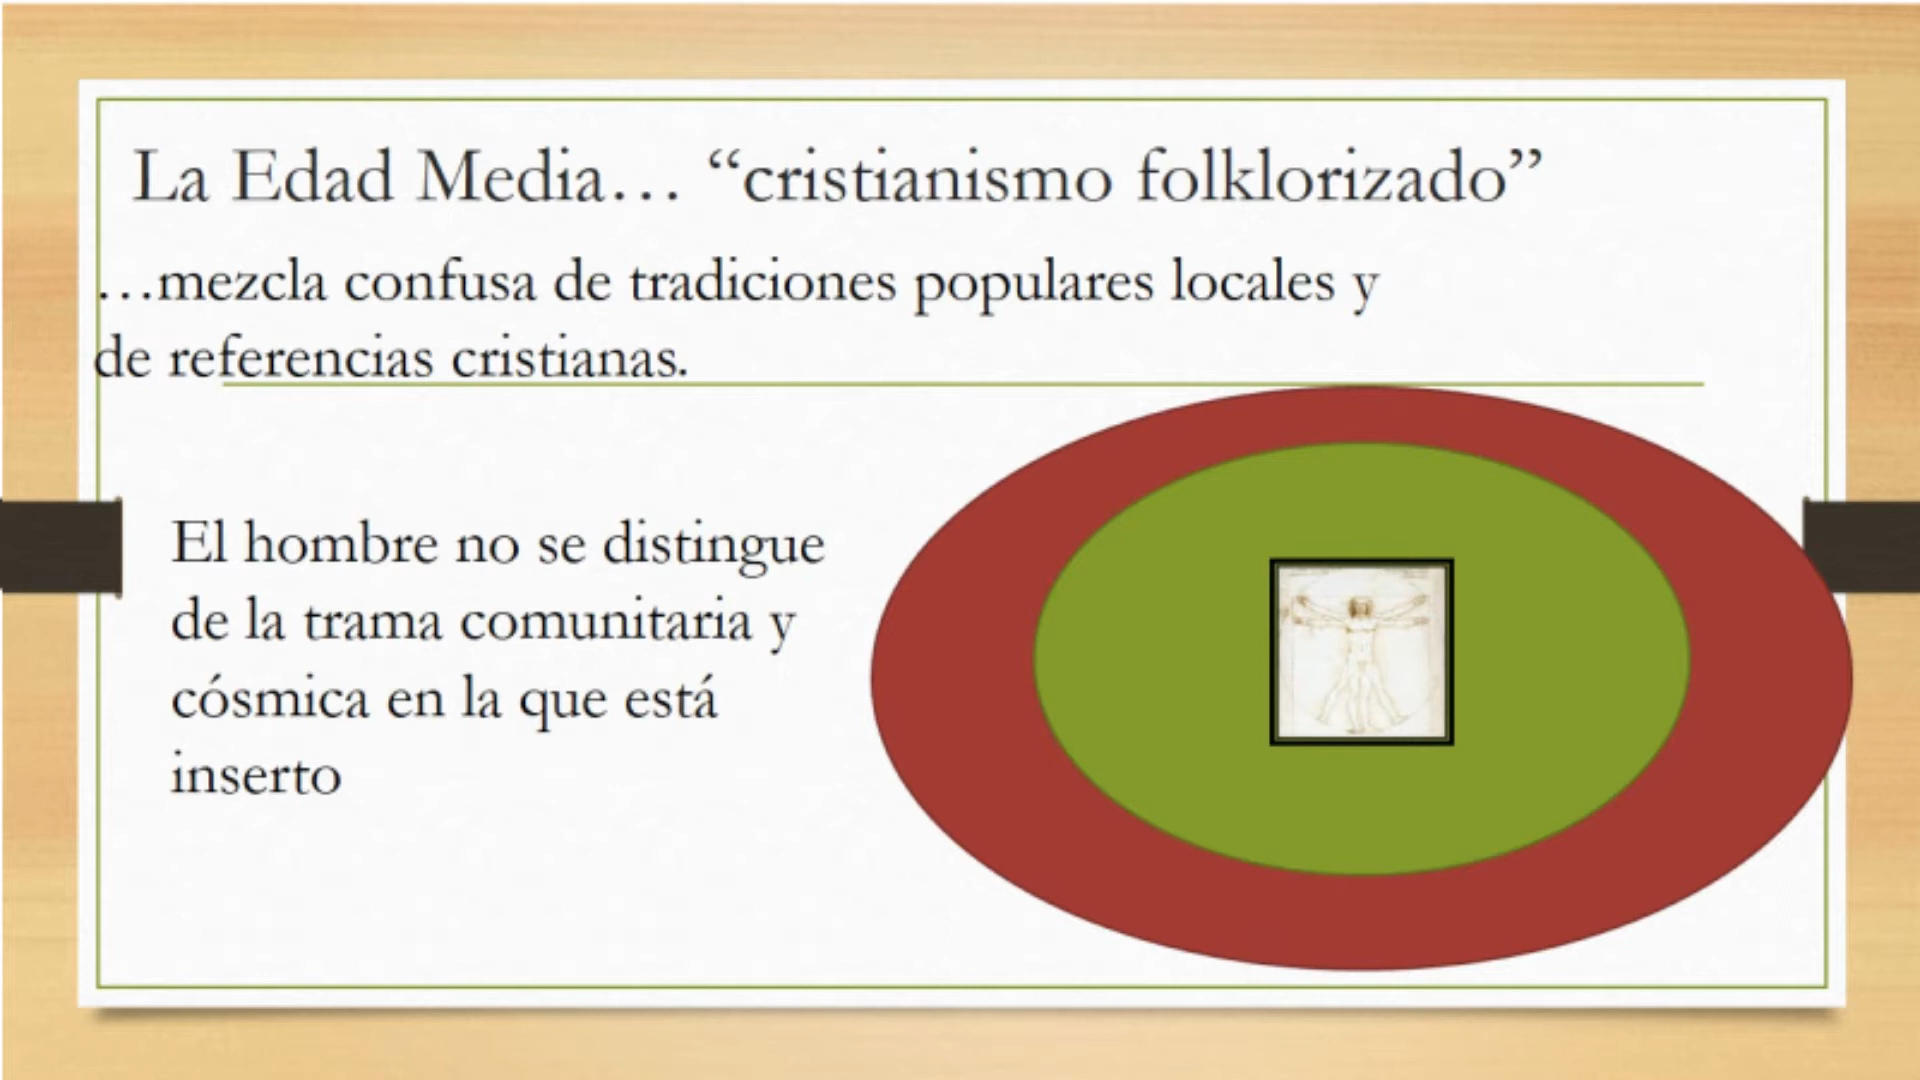 La Edad Media… “cristianismo folklorizado”
…mezcla confusa de tradiciones populares locales y
de referencias cristianas.
El hombre no se distingue
de la trama comunitaria y
cósmica en la que está
inserto